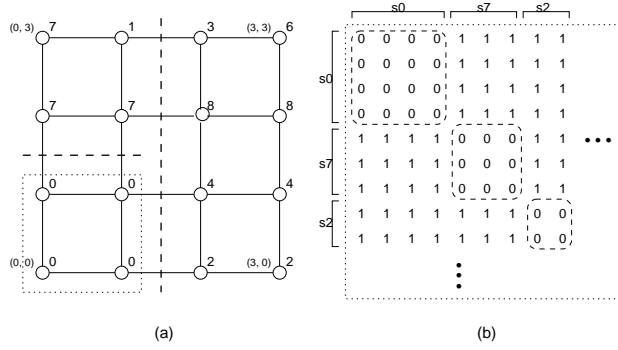 (0, 3) 7 1 3 (3, 3) 6
7 7 8 8
0 0 4 4
(0, 0) 0 0 2 (3, 0) 2
(a)
s0 s7 s2
s0
s7
s2
0 0 0 0 1 1 1 1 1
0 0 0 0 1 1 1 1 1
0 0 0 0 1 1 1 1 1
0 0 0 0 1 1 1 1 1
1 1 1 1 0 0 0 1 1
1 1 1 1 0 0 0 1 1
1 1 1 1 0 0 0 1 1
1 1 1 1 1 1 1 0 0
1 1 1 1 1 1 1 0 0
(b)